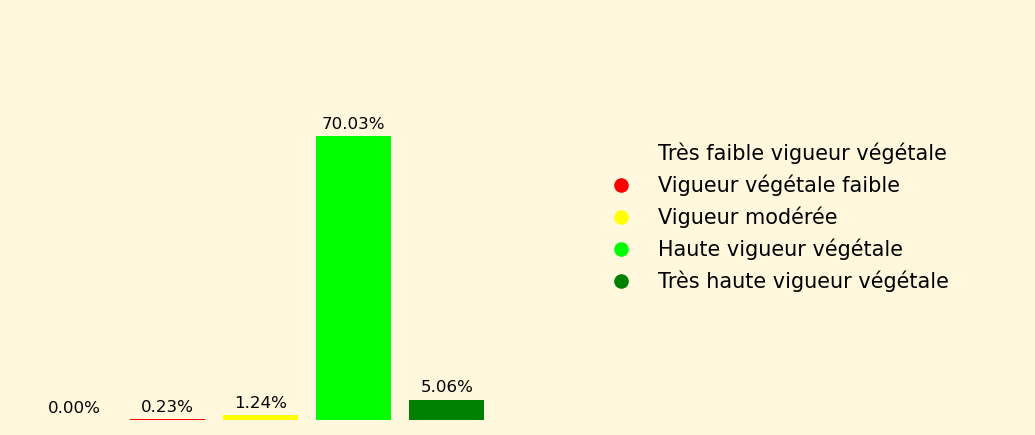 70.03%
0.00%
0.23%
1.24%
5.06%
Très faible vigueur végétale
Vigueur végétale faible
Vigueur modérée
Haute vigueur végétale
Très haute vigueur végétale